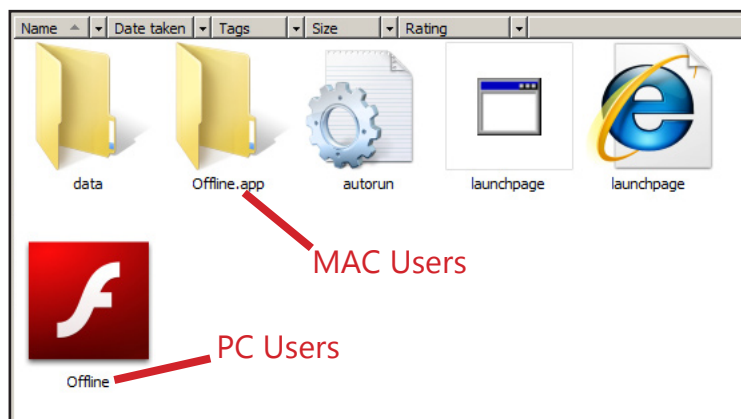 Name Date taken Tags Size Rating
data Offline.app autorun launchpage launchpage
MAC Users
PC Users
Offline